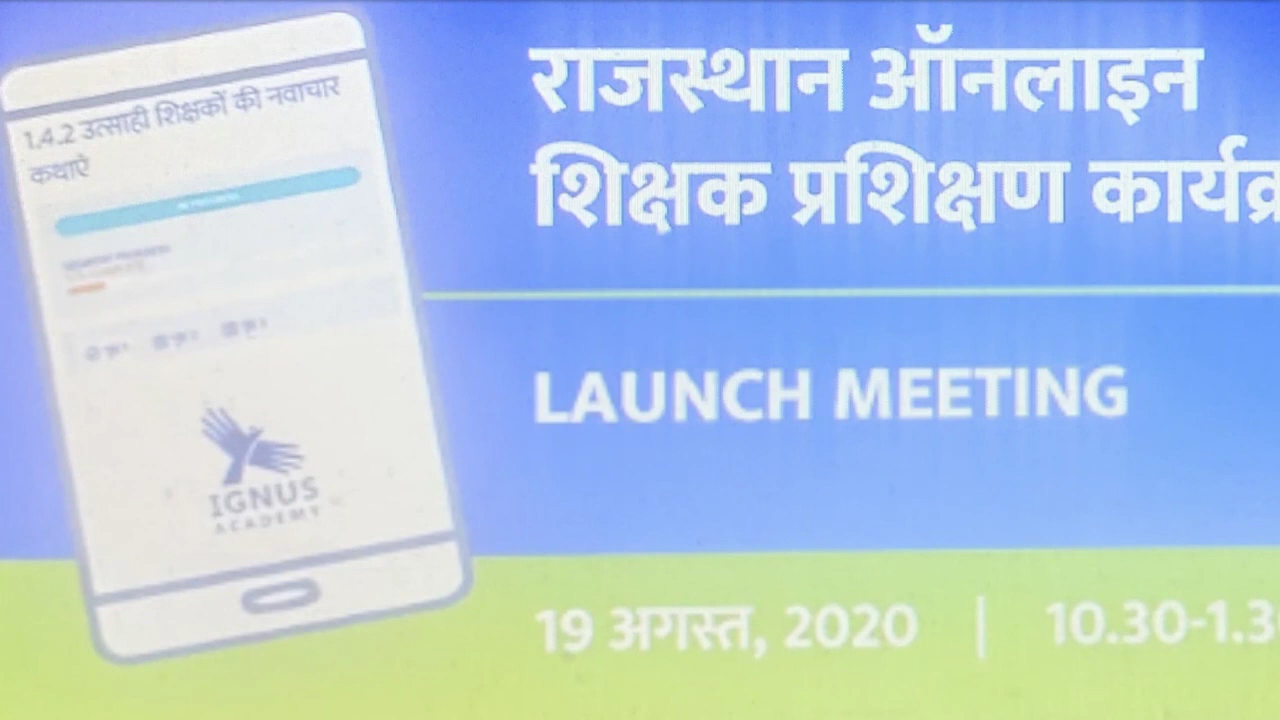 1.4.2 उत्साही शिक्षकों की नवाचार
कथाएं
IGNUS
ACADEMY
राजस्थान ऑनलाइन
शिक्षक प्रशिक्षण
LAUNCH MEETING
19 अगस्त, 2020 | 10.30-1.3